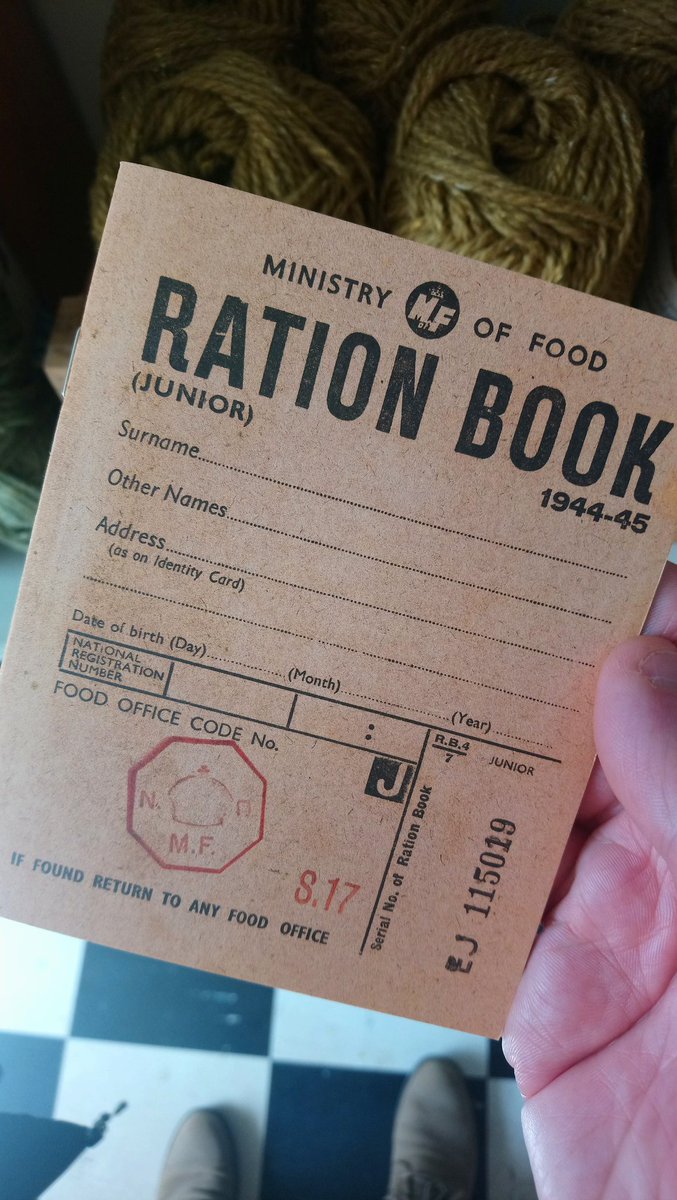 MINISTRY MF OF FOOD
RATION BOOK
(JUNIOR)
1944-45
Surname
Other Names
Address
(as on Identity Card)
Date of birth (Day) (Month) (Year)
NATIONAL
REGISTRATION
NUMBER
:
FOOD OFFICE CODE No.
J
R.B.4
7
JUNIOR
N.
M.F.
S.17
Serial No. of Ration Book
EJ 115019
IF FOUND RETURN TO ANY FOOD OFFICE